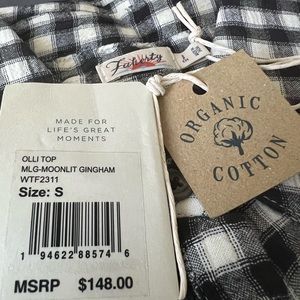 Faherty
MADE FOR
LIFE'S GREAT
MOMENTS
OLLI TOP
MLG-MOONLIT GINGHAM
WTF2311
Size: S
1 94622 88574 6
MSRP $148.00
ORGANIC
COTTON